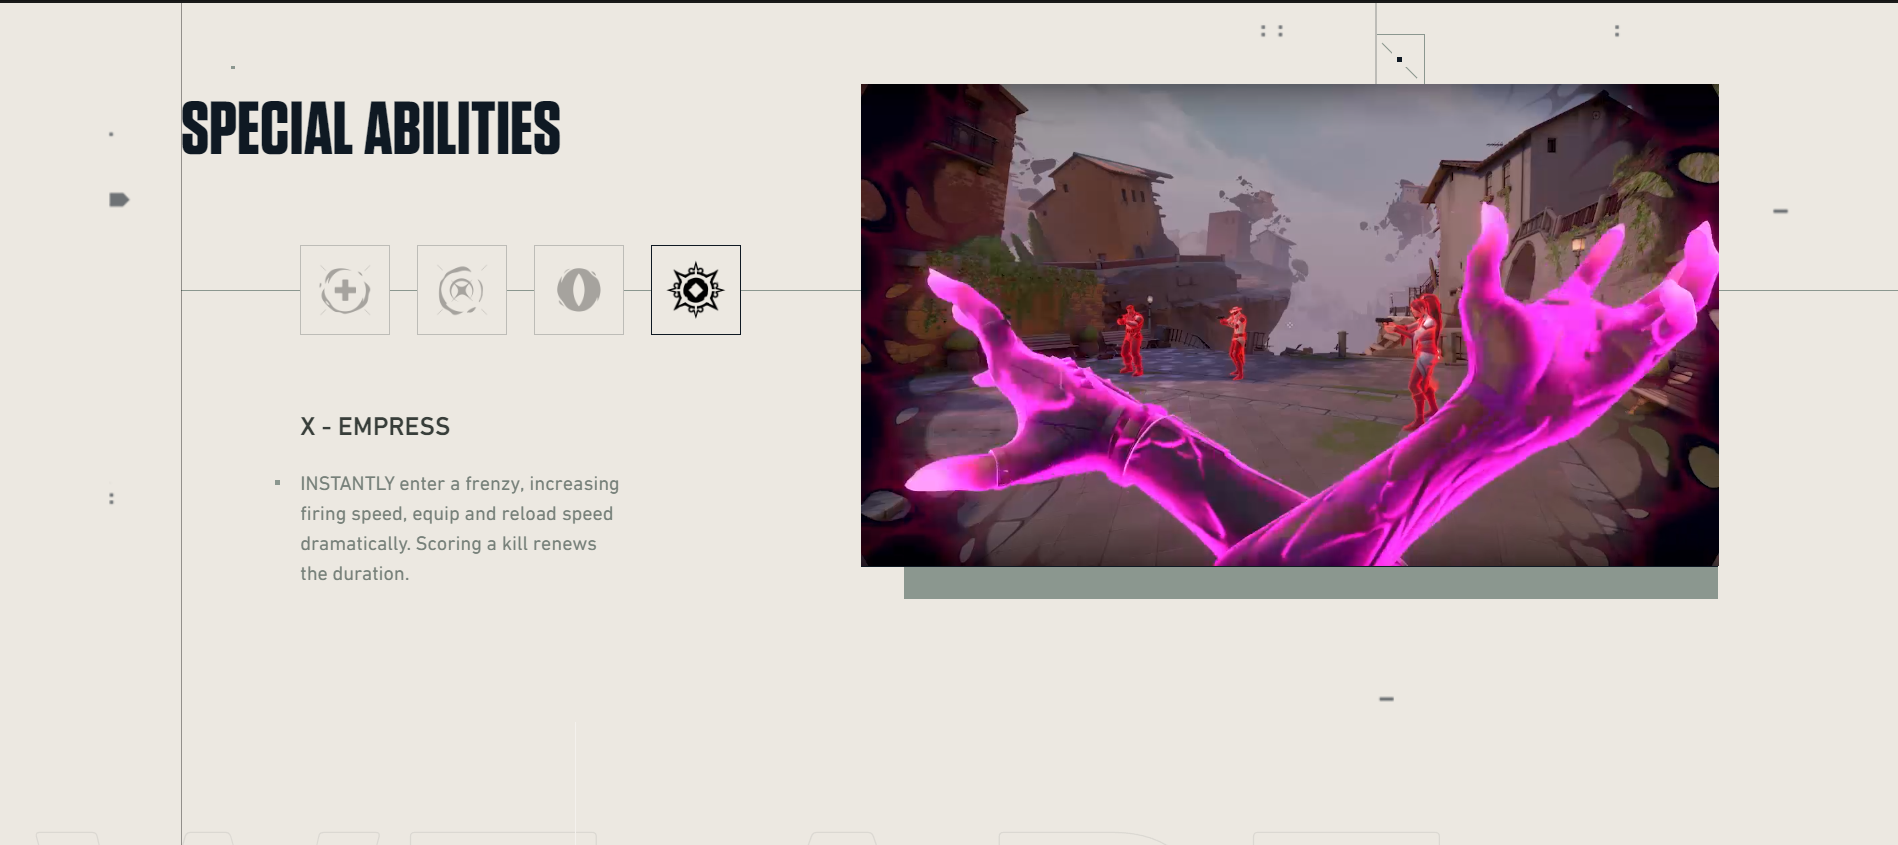 SPECIAL ABILITIES
X - EMPRESS
INSTANTLY enter a frenzy, increasing
firing speed, equip and reload speed
dramatically. Scoring a kill renews
the duration.